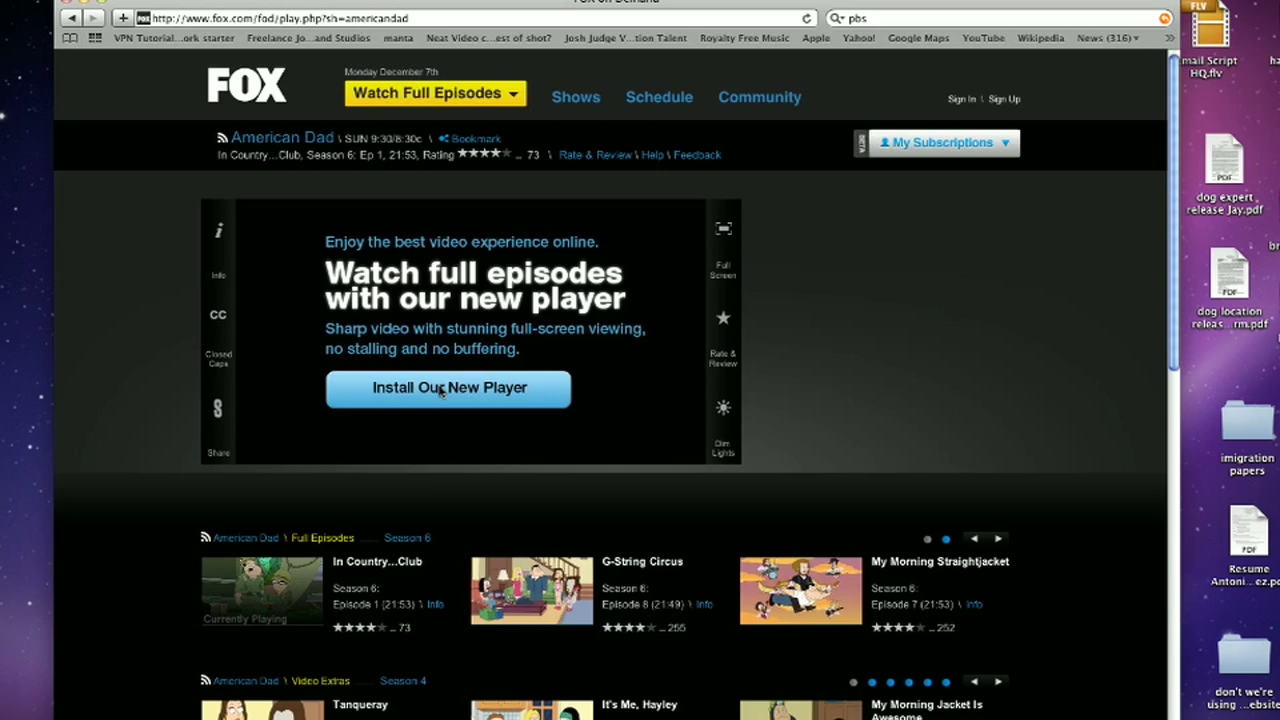 FOX on Demand
http://www.fox.com/fod/play.php?sh=americandad
pbs
VPN Tutorial...ork starter Freelance Jo...and Studios manta Neat Video c...est of shot? Josh Judge V...tion Talent Royalty Free Music Apple Yahoo! Google Maps YouTube Wikipedia News (316)
FLV
mail Script
HQ.flv
FOX
Monday December 7th
Watch Full Episodes
Shows Schedule Community
Sign In \ Sign Up
American Dad \ SUN 9:30/8:30c \ Bookmark
In Country...Club, Season 6: Ep 1, 21:53, Rating ★★★★★ ... 73 \ Rate & Review \ Help \ Feedback
BETA
My Subscriptions
PDF
dog expert
release Jay.pdf
Info
CC
Closed
Caps
Share
Enjoy the best video experience online.
Watch full episodes
with our new player
Sharp video with stunning full-screen viewing,
no stalling and no buffering.
Install Our New Player
Full
Screen
Rate &
Review
Dim
Lights
PDF
dog location
releas...rm.pdf
imigration
papers
PDF
Resume
Antoni...ez.pd
don't we're
using ...ebsite
American Dad \ Full Episodes ...... Season 6
In Country...Club
Season 6:
Episode 1 (21:53) \ Info
★★★★★ ... 73
Currently Playing
G-String Circus
Season 6:
Episode 8 (21:49) \ Info
★★★★★ ... 255
My Morning Straightjacket
Season 6:
Episode 7 (21:53) \ Info
★★★★★ ... 252
American Dad \ Video Extras ...... Season 4
Tanqueray
It's Me, Hayley
My Morning Jacket Is
Awesome